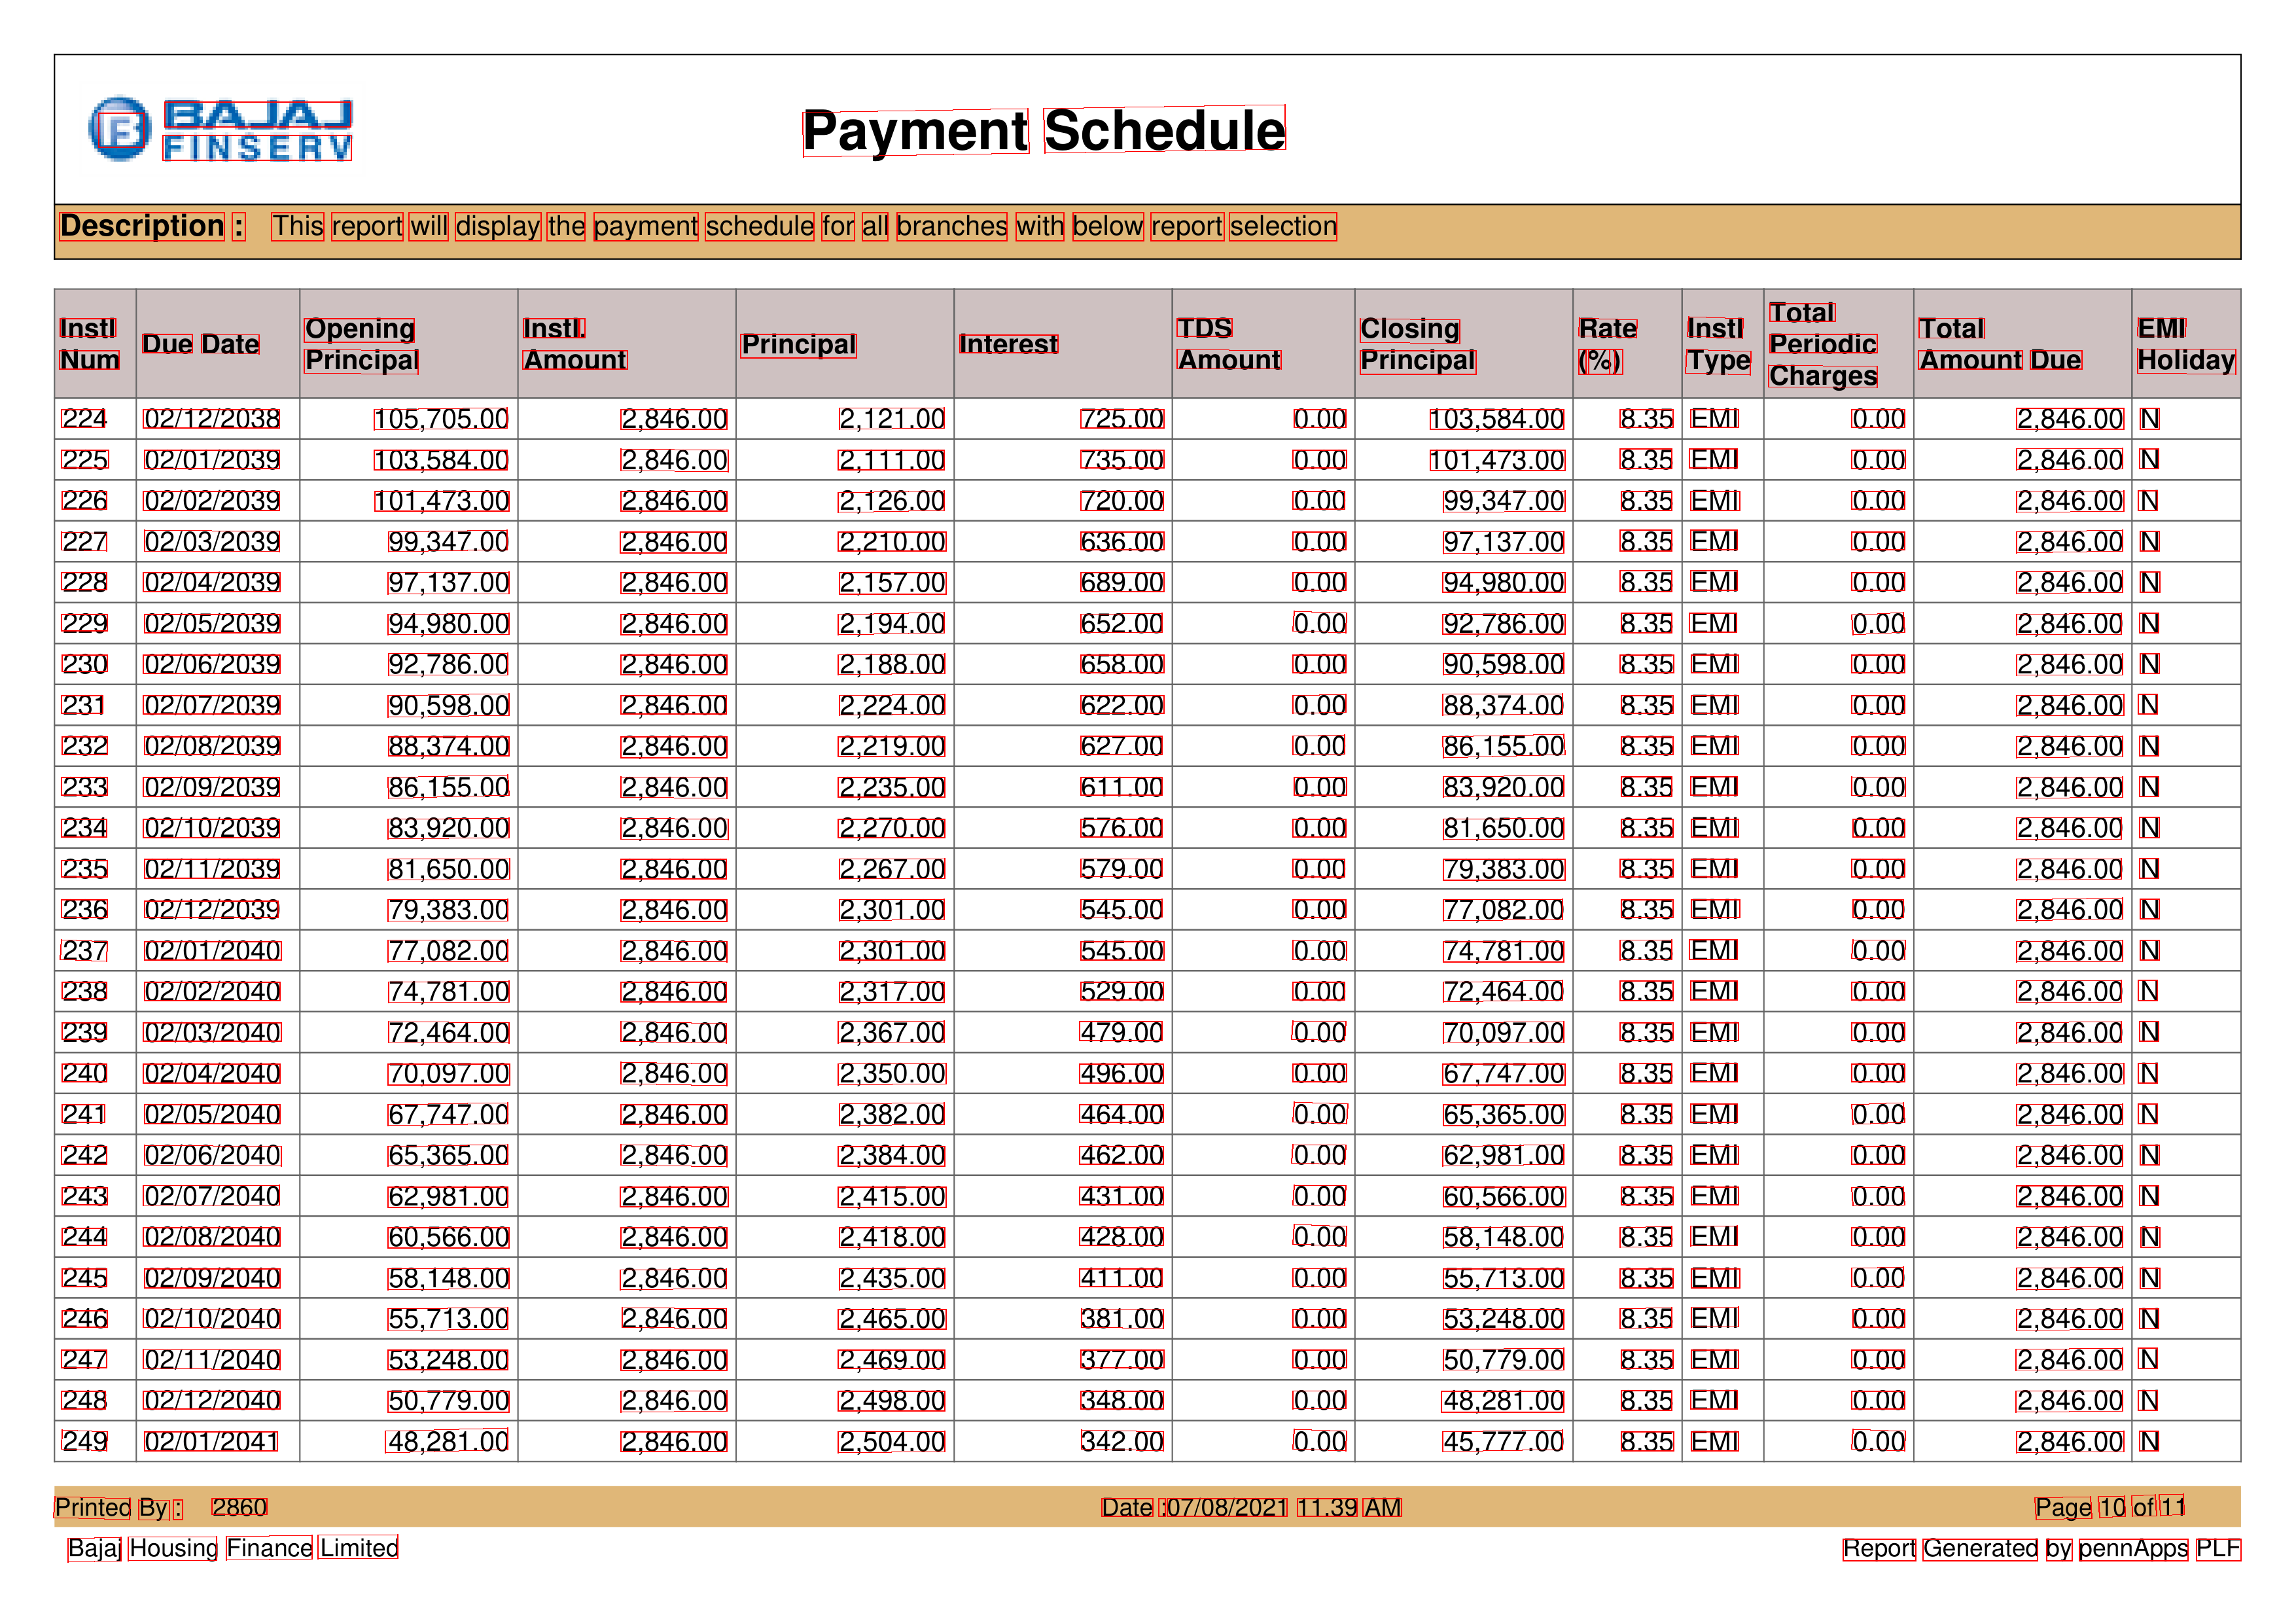 BAJAJ
FINSERV
Payment Schedule
Description : This report will display the payment schedule for all branches with below report selection
Instl Num | Due Date | Opening Principal | Instl. Amount | Principal | Interest | TDS Amount | Closing Principal | Rate (%) | Instl Type | Total Periodic Charges | Total Amount Due | EMI Holiday
224 02/12/2038 105,705.00 2,846.00 2,121.00 725.00 0.00 103,584.00 8.35 EMI 0.00 2,846.00 N
225 02/01/2039 103,584.00 2,846.00 2,111.00 735.00 0.00 101,473.00 8.35 EMI 0.00 2,846.00 N
226 02/02/2039 101,473.00 2,846.00 2,126.00 720.00 0.00 99,347.00 8.35 EMI 0.00 2,846.00 N
227 02/03/2039 99,347.00 2,846.00 2,210.00 636.00 0.00 97,137.00 8.35 EMI 0.00 2,846.00 N
228 02/04/2039 97,137.00 2,846.00 2,157.00 689.00 0.00 94,980.00 8.35 EMI 0.00 2,846.00 N
229 02/05/2039 94,980.00 2,846.00 2,194.00 652.00 0.00 92,786.00 8.35 EMI 0.00 2,846.00 N
230 02/06/2039 92,786.00 2,846.00 2,188.00 658.00 0.00 90,598.00 8.35 EMI 0.00 2,846.00 N
231 02/07/2039 90,598.00 2,846.00 2,224.00 622.00 0.00 88,374.00 8.35 EMI 0.00 2,846.00 N
232 02/08/2039 88,374.00 2,846.00 2,219.00 627.00 0.00 86,155.00 8.35 EMI 0.00 2,846.00 N
233 02/09/2039 86,155.00 2,846.00 2,235.00 611.00 0.00 83,920.00 8.35 EMI 0.00 2,846.00 N
234 02/10/2039 83,920.00 2,846.00 2,270.00 576.00 0.00 81,650.00 8.35 EMI 0.00 2,846.00 N
235 02/11/2039 81,650.00 2,846.00 2,267.00 579.00 0.00 79,383.00 8.35 EMI 0.00 2,846.00 N
236 02/12/2039 79,383.00 2,846.00 2,301.00 545.00 0.00 77,082.00 8.35 EMI 0.00 2,846.00 N
237 02/01/2040 77,082.00 2,846.00 2,301.00 545.00 0.00 74,781.00 8.35 EMI 0.00 2,846.00 N
238 02/02/2040 74,781.00 2,846.00 2,317.00 529.00 0.00 72,464.00 8.35 EMI 0.00 2,846.00 N
239 02/03/2040 72,464.00 2,846.00 2,367.00 479.00 0.00 70,097.00 8.35 EMI 0.00 2,846.00 N
240 02/04/2040 70,097.00 2,846.00 2,350.00 496.00 0.00 67,747.00 8.35 EMI 0.00 2,846.00 N
241 02/05/2040 67,747.00 2,846.00 2,382.00 464.00 0.00 65,365.00 8.35 EMI 0.00 2,846.00 N
242 02/06/2040 65,365.00 2,846.00 2,384.00 462.00 0.00 62,981.00 8.35 EMI 0.00 2,846.00 N
243 02/07/2040 62,981.00 2,846.00 2,415.00 431.00 0.00 60,566.00 8.35 EMI 0.00 2,846.00 N
244 02/08/2040 60,566.00 2,846.00 2,418.00 428.00 0.00 58,148.00 8.35 EMI 0.00 2,846.00 N
245 02/09/2040 58,148.00 2,846.00 2,435.00 411.00 0.00 55,713.00 8.35 EMI 0.00 2,846.00 N
246 02/10/2040 55,713.00 2,846.00 2,465.00 381.00 0.00 53,248.00 8.35 EMI 0.00 2,846.00 N
247 02/11/2040 53,248.00 2,846.00 2,469.00 377.00 0.00 50,779.00 8.35 EMI 0.00 2,846.00 N
248 02/12/2040 50,779.00 2,846.00 2,498.00 348.00 0.00 48,281.00 8.35 EMI 0.00 2,846.00 N
249 02/01/2041 48,281.00 2,846.00 2,504.00 342.00 0.00 45,777.00 8.35 EMI 0.00 2,846.00 N
Printed By : 2860 Date :07/08/2021 11.39 AM Page 10 of 11
Bajaj Housing Finance Limited Report Generated by pennApps PLF